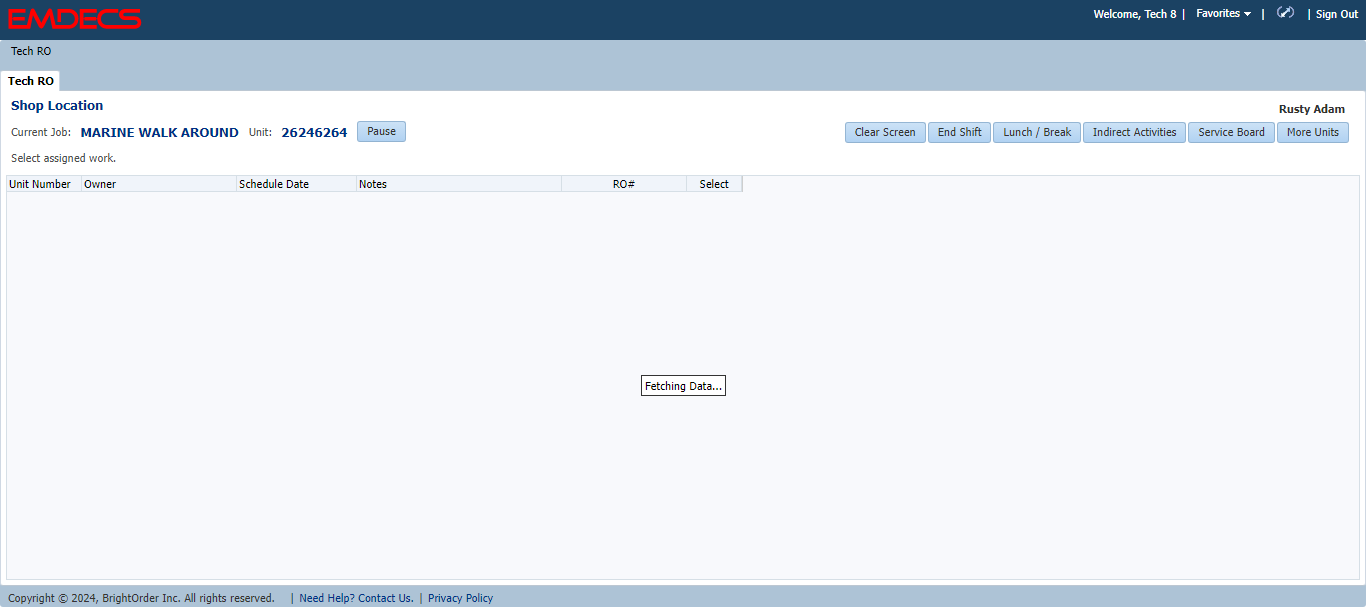 EMDECS
Welcome, Tech 8 | Favorites | | Sign Out
Tech RO
Tech RO
Shop Location
Rusty Adam
Current Job: MARINE WALK AROUND Unit: 26246264 Pause
Clear Screen End Shift Lunch / Break Indirect Activities Service Board More Units
Select assigned work.
Unit Number Owner Schedule Date Notes RO# Select
Fetching Data...
Copyright © 2024, BrightOrder Inc. All rights reserved. | Need Help? Contact Us. | Privacy Policy